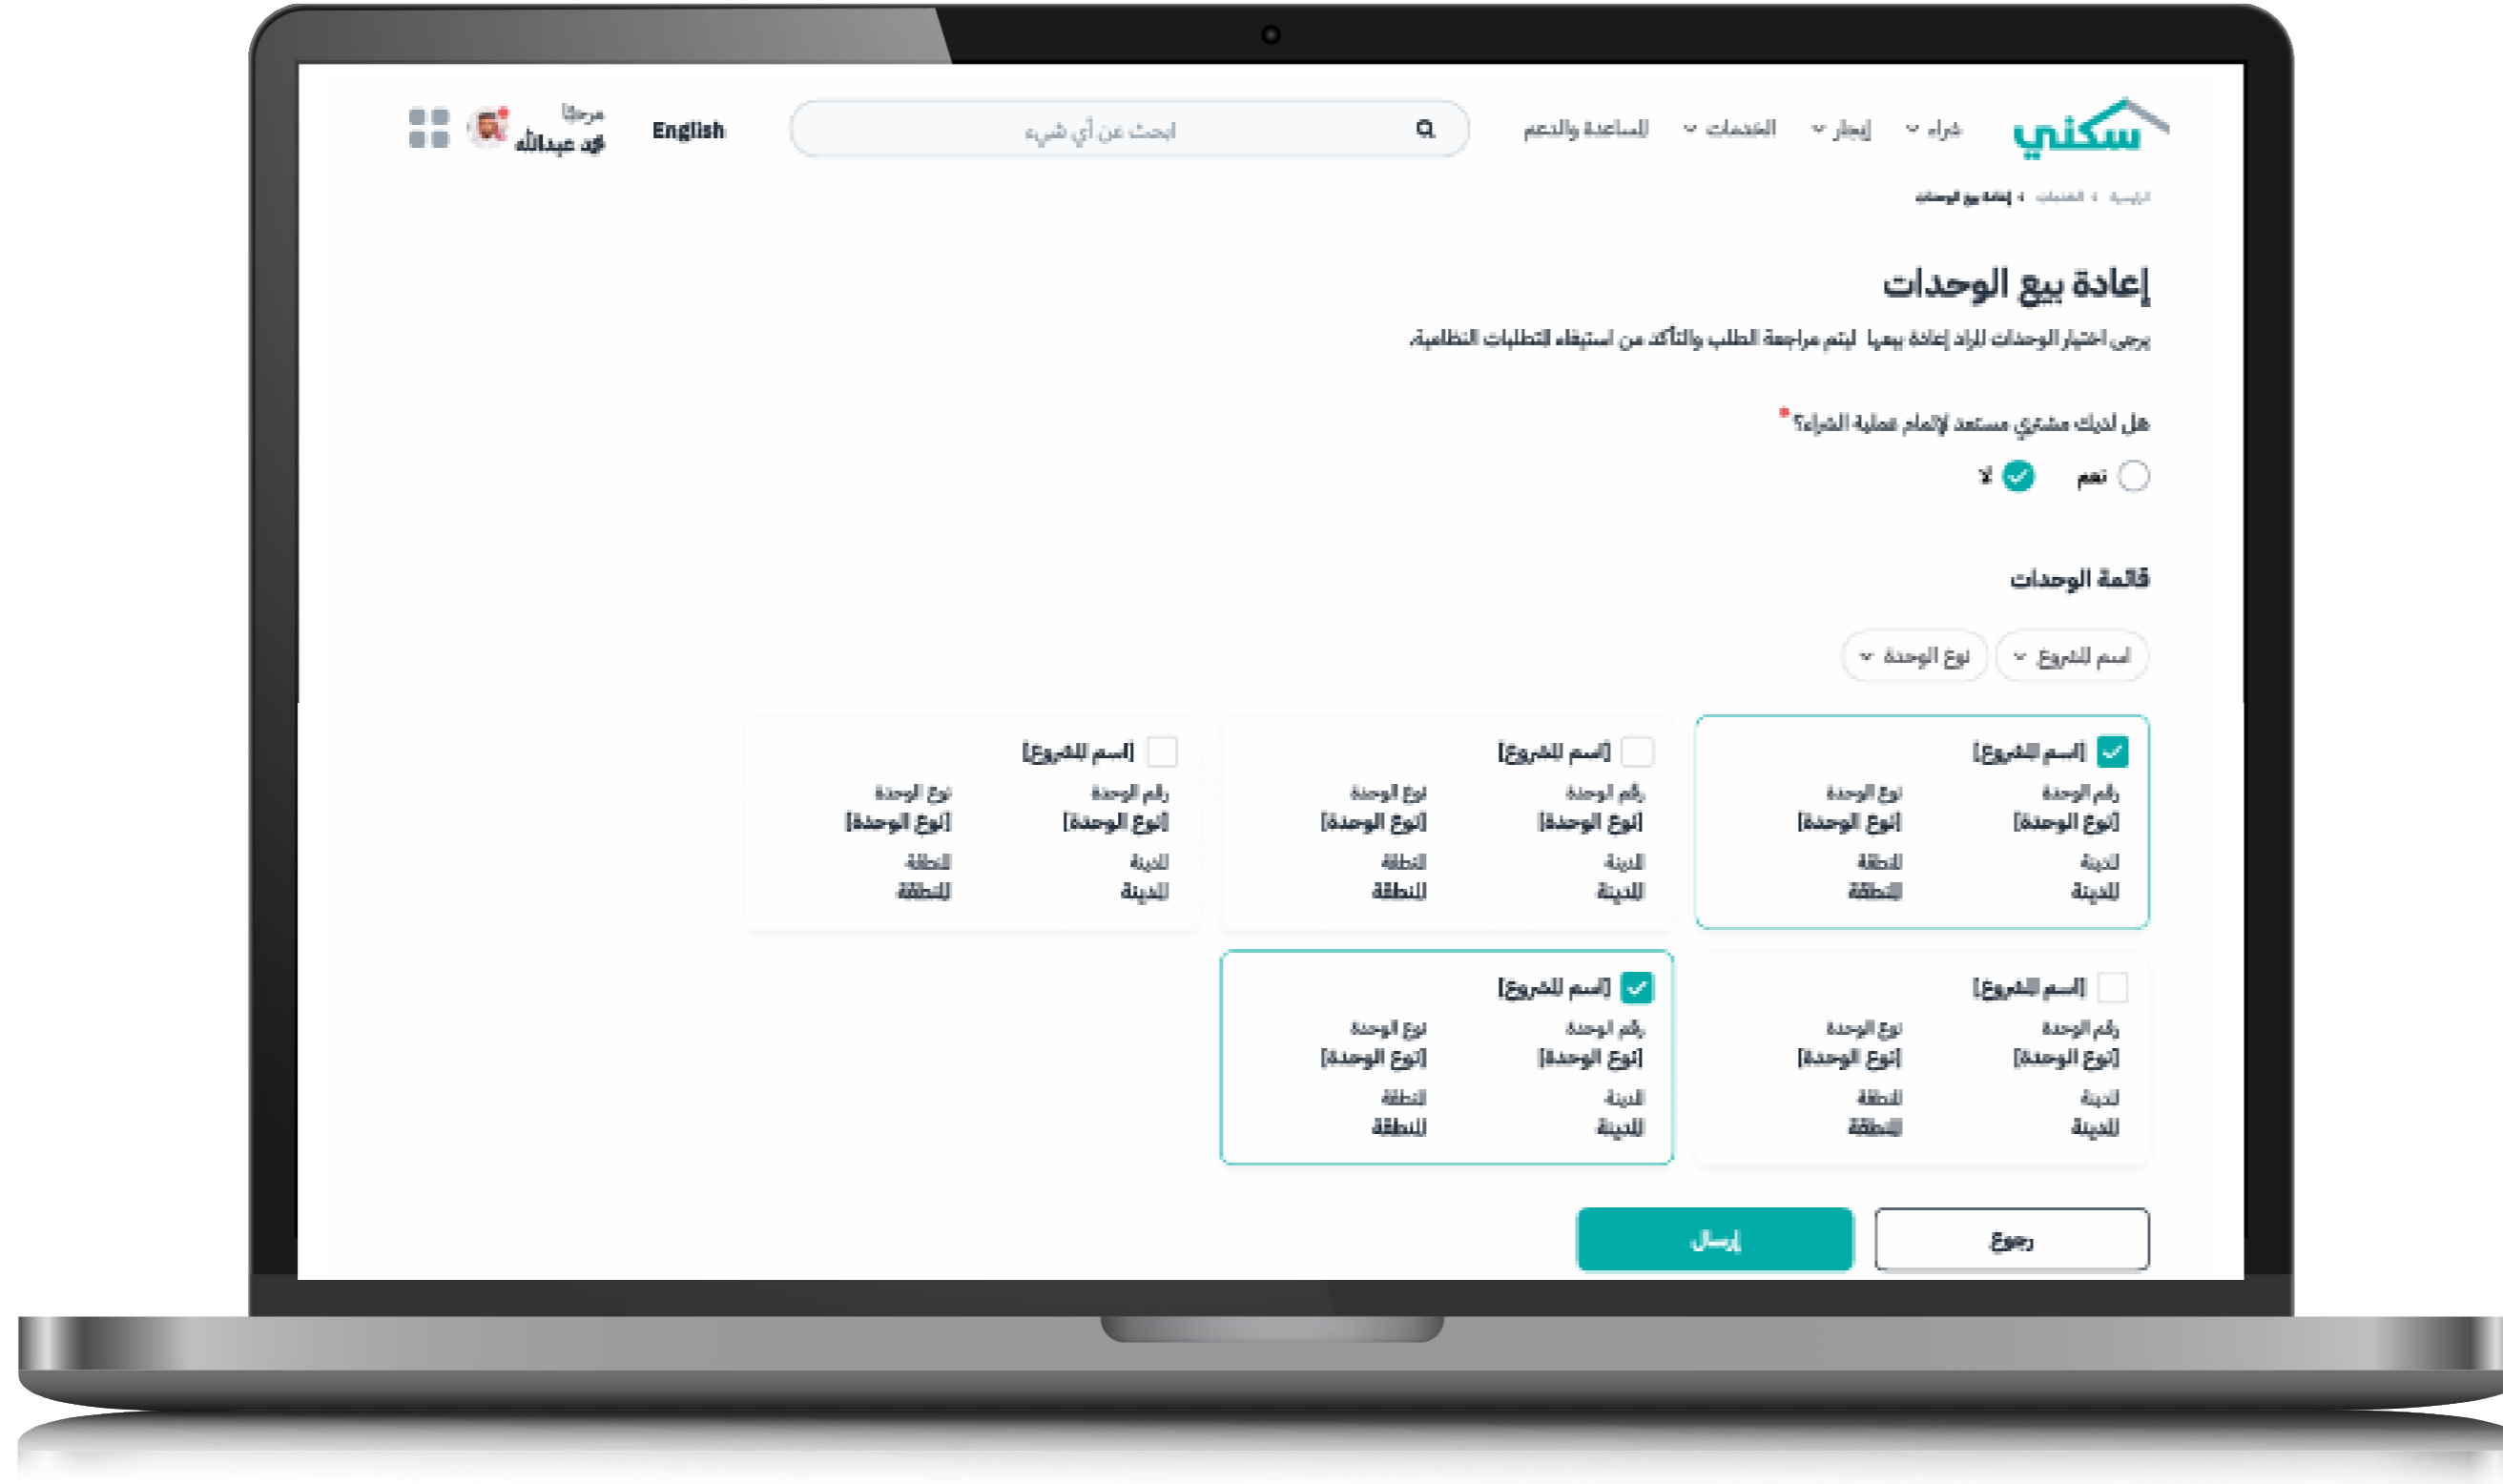 سكني
شراء
إيجار
الخدمات
المساعدة والدعم
ابحث عن أي شيء
English
مرحبًا
محمد عبدالله
الرئيسية > الخدمات > إعادة بيع الوحدات
إعادة بيع الوحدات
يرجى اختيار الوحدات المراد إعادة بيعها ليتم مراجعة الطلب والتأكد من استيفاء المتطلبات النظامية.
هل لديك مشتري مستعد لإتمام عملية الشراء؟*
نعم لا
قائمة الوحدات
اسم المشروع نوع الوحدة
[اسم المشروع]
رقم الوحدة نوع الوحدة
[نوع الوحدة] [نوع الوحدة]
المدينة المنطقة
المدينة المنطقة
[اسم المشروع]
رقم الوحدة نوع الوحدة
[نوع الوحدة] [نوع الوحدة]
المدينة المنطقة
المدينة المنطقة
[اسم المشروع]
رقم الوحدة نوع الوحدة
[نوع الوحدة] [نوع الوحدة]
المدينة المنطقة
المدينة المنطقة
[اسم المشروع]
رقم الوحدة نوع الوحدة
[نوع الوحدة] [نوع الوحدة]
المدينة المنطقة
المدينة المنطقة
[اسم المشروع]
رقم الوحدة نوع الوحدة
[نوع الوحدة] [نوع الوحدة]
المدينة المنطقة
المدينة المنطقة
رجوع إرسال